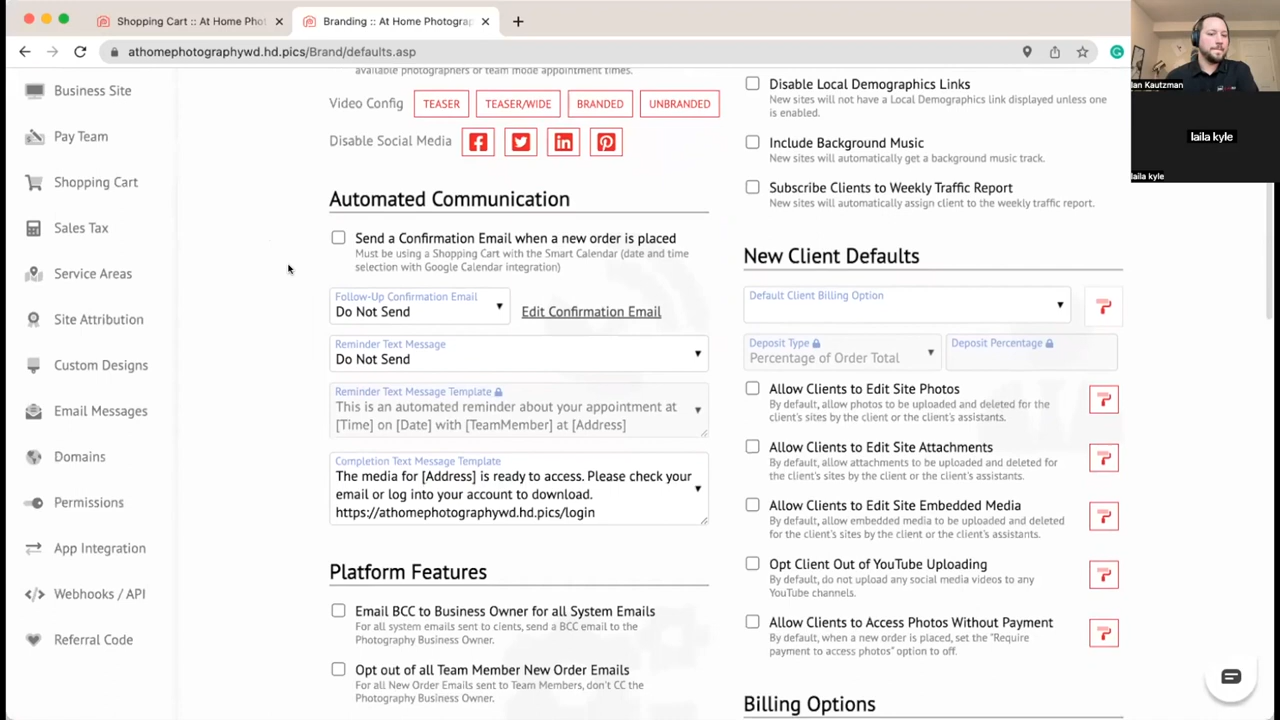 Shopping Cart :: At Home Phot
Branding :: At Home Photograp
athomephotographywd.hd.pics/Brand/defaults.asp
Business Site
Pay Team
Shopping Cart
Sales Tax
Service Areas
Site Attribution
Custom Designs
Email Messages
Domains
Permissions
App Integration
Webhooks / API
Referral Code
available photographers or team mode appointment times.
Video Config
TEASER
TEASER/WIDE
BRANDED
UNBRANDED
Disable Social Media
Automated Communication
Send a Confirmation Email when a new order is placed
Must be using a Shopping Cart with the Smart Calendar (date and time
selection with Google Calendar integration)
Follow-Up Confirmation Email
Do Not Send
Edit Confirmation Email
Reminder Text Message
Do Not Send
Reminder Text Message Template
This is an automated reminder about your appointment at
[Time] on [Date] with [TeamMember] at [Address]
Completion Text Message Template
The media for [Address] is ready to access. Please check your
email or log into your account to download.
https://athomephotographywd.hd.pics/login
Platform Features
Email BCC to Business Owner for all System Emails
For all system emails sent to clients, send a BCC email to the
Photography Business Owner.
Opt out of all Team Member New Order Emails
For all New Order Emails sent to Team Members, don't CC the
Photography Business Owner.
Disable Local Demographics Links
New sites will not have a Local Demographics link displayed unless one
is enabled.
Include Background Music
New sites will automatically get a background music track.
Subscribe Clients to Weekly Traffic Report
New sites will automatically assign client to the weekly traffic report.
New Client Defaults
Default Client Billing Option
Deposit Type
Percentage of Order Total
Deposit Percentage
Allow Clients to Edit Site Photos
By default, allow photos to be uploaded and deleted for the
client's sites by the client or the client's assistants.
Allow Clients to Edit Site Attachments
By default, allow attachments to be uploaded and deleted for
the client's sites by the client or the client's assistants.
Allow Clients to Edit Site Embedded Media
By default, allow embedded media to be uploaded and deleted
for the client's sites by the client or the client's assistants.
Opt Client Out of YouTube Uploading
By default, do not upload any social media videos to any
YouTube channels.
Allow Clients to Access Photos Without Payment
By default, when a new order is placed, set the "Require
payment to access photos" option to off.
Billing Options
lan Kautzman
laila kyle
laila kyle